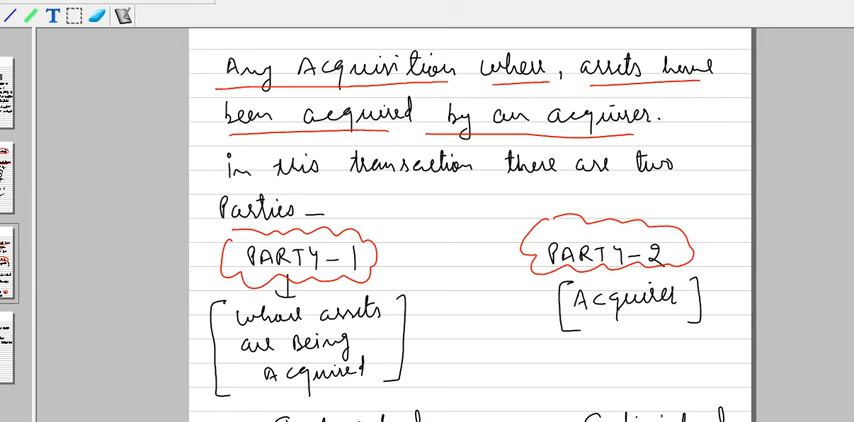 Any Acquisition where, assets have
been acquired by an acquirer.
in this transaction there are two
Parties —
PARTY - 1 PARTY - 2
[whose assets are Being Acquired] [Acquirer]